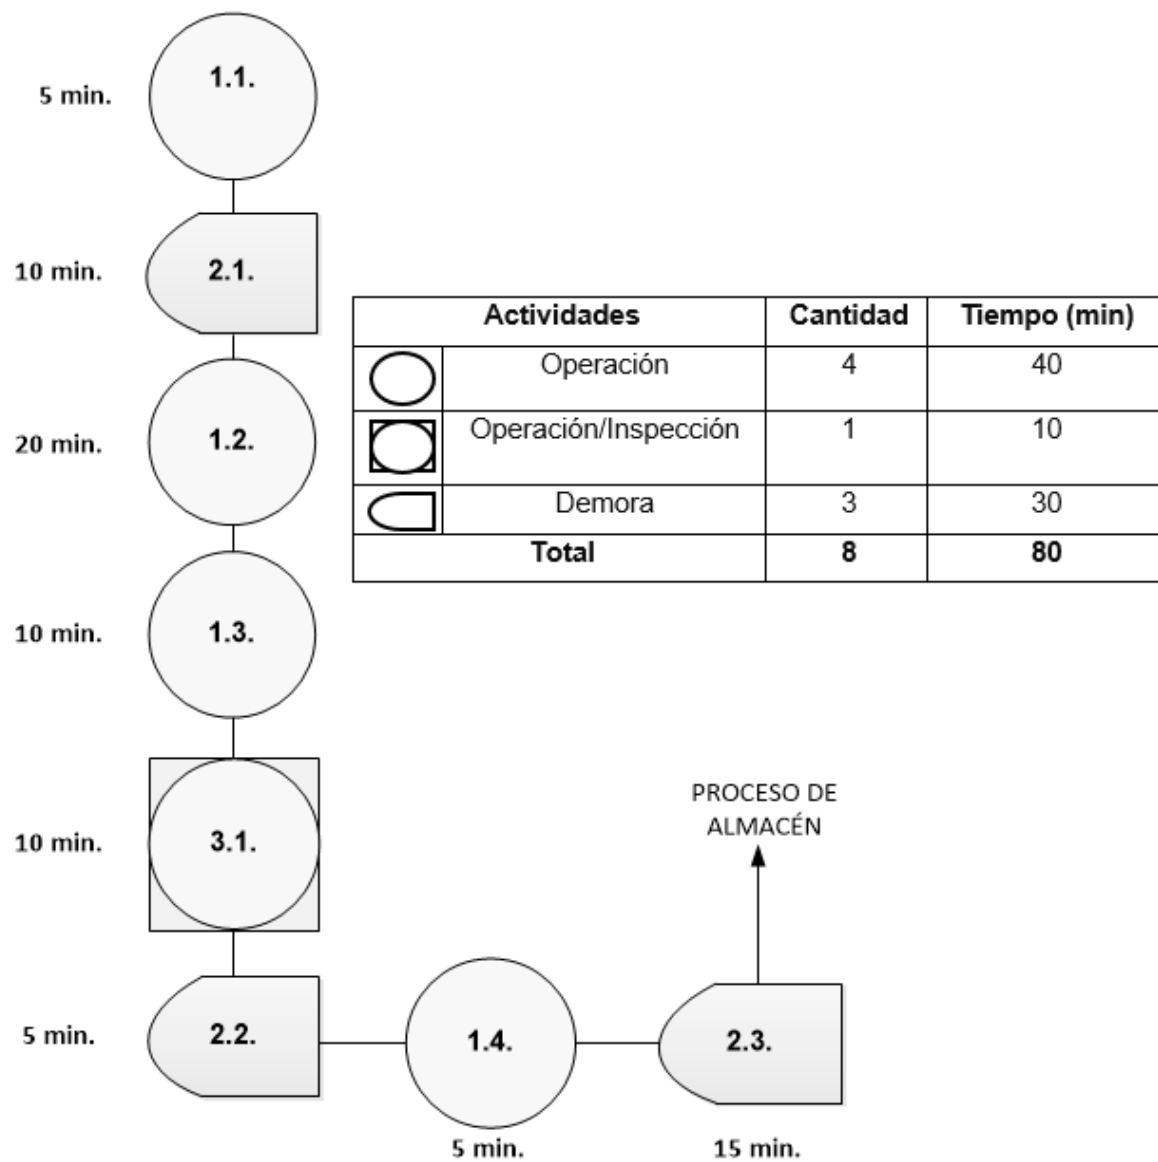 1.1.
5 min.
2.1.
10 min.
Actividades Cantidad Tiempo (min)
Operación 4 40
Operación/Inspección 1 10
Demora 3 30
Total 8 80
1.2.
20 min.
1.3.
10 min.
3.1.
10 min.
PROCESO DE
ALMACÉN
2.2.
5 min.
1.4.
5 min.
2.3.
15 min.